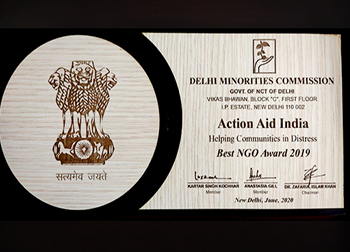 DELHI MINORITIES COMMISSION
GOVT. OF NCT OF DELHI
VIKAS BHAWAN, BLOCK "C", FIRST FLOOR
I.P. ESTATE, NEW DELHI 110 002
Action Aid India
Helping Communities in Distress
Best NGO Award 2019
KARTAR SINGH KOCHHAR ANASTASIA GILL DR. ZAFARUL ISLAM KHAN
Member Member Chairman
New Delhi, June, 2020
सत्यमेव जयते